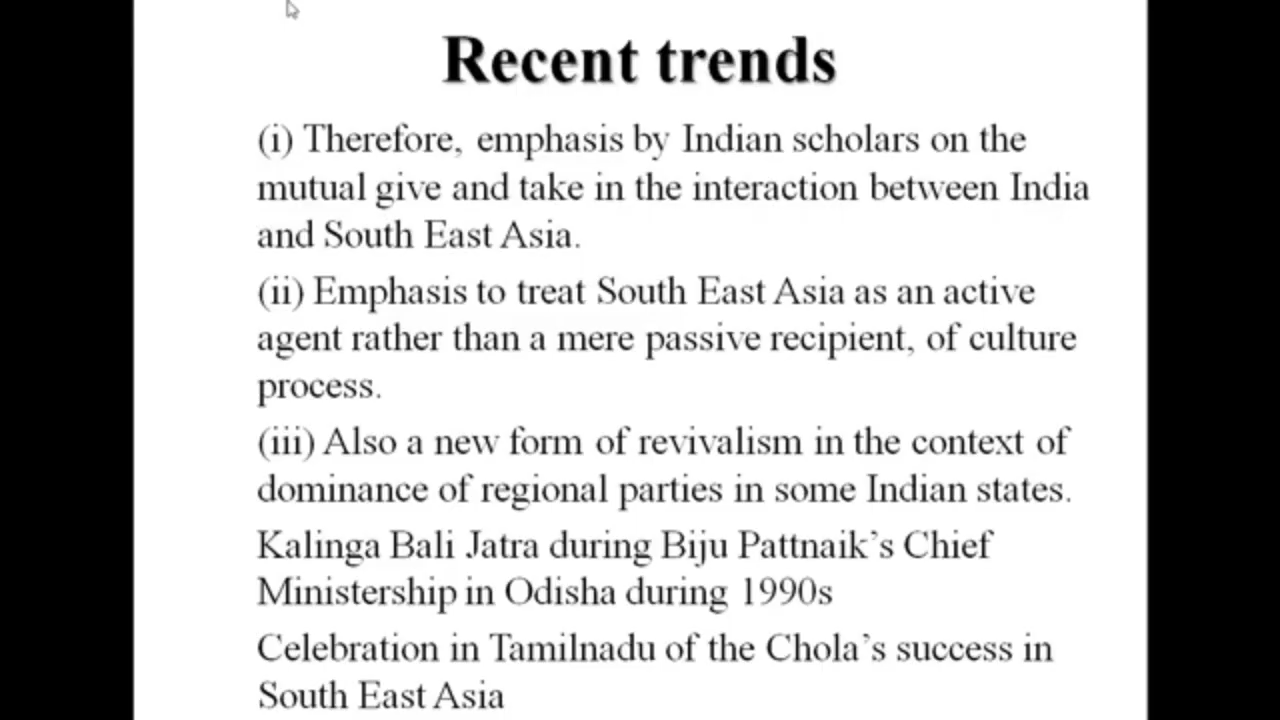 Recent trends
(i) Therefore, emphasis by Indian scholars on the
mutual give and take in the interaction between India
and South East Asia.
(ii) Emphasis to treat South East Asia as an active
agent rather than a mere passive recipient, of culture
process.
(iii) Also a new form of revivalism in the context of
dominance of regional parties in some Indian states.
Kalinga Bali Jatra during Biju Pattnaik’s Chief
Ministership in Odisha during 1990s
Celebration in Tamilnadu of the Chola’s success in
South East Asia